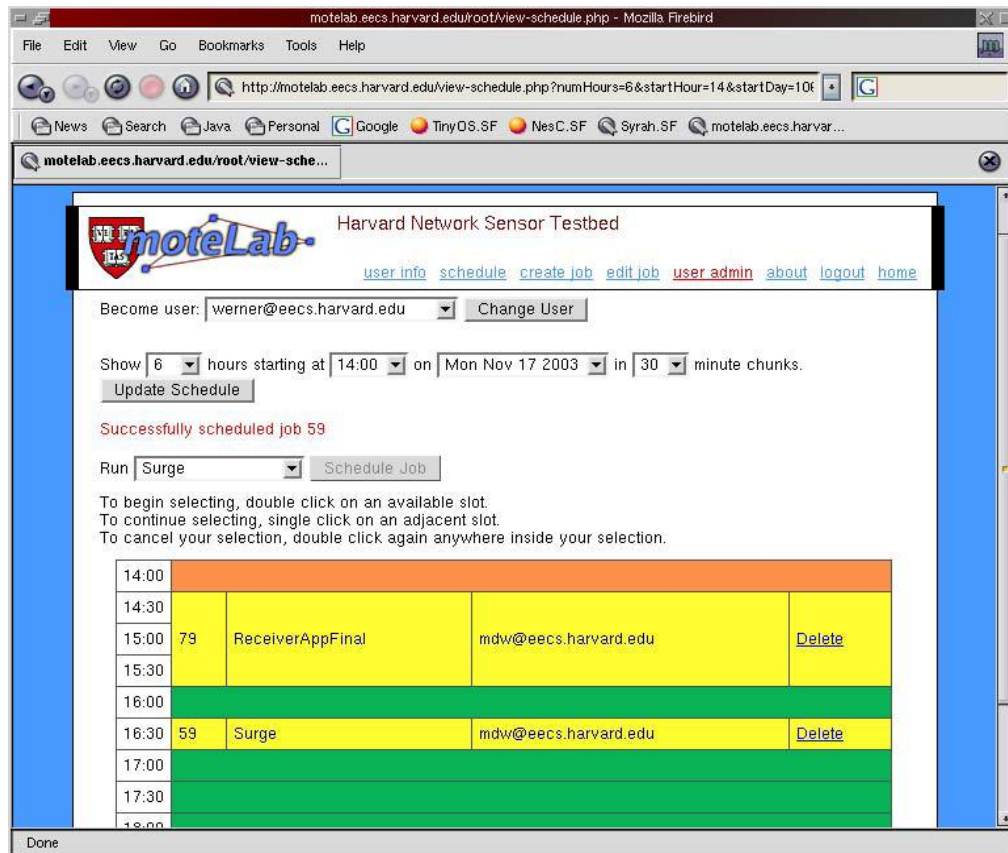 motelab.eecs.harvard.edu/root/view-schedule.php - Mozilla Firebird
File Edit View Go Bookmarks Tools Help
http://motelab.eecs.harvard.edu/view-schedule.php?numHours=6&startHour=14&startDay=106
News Search Java Personal Google TinyOS.SF NesC.SF Syrah.SF motelab.eecs.harvar...
motelab.eecs.harvard.edu/root/view-sche...
moteLab
Harvard Network Sensor Testbed
user info schedule create job edit job user admin about logout home
Become user: werner@eecs.harvard.edu Change User
Show 6 hours starting at 14:00 on Mon Nov 17 2003 in 30 minute chunks.
Update Schedule
Successfully scheduled job 59
Run Surge Schedule Job
To begin selecting, double click on an available slot.
To continue selecting, single click on an adjacent slot.
To cancel your selection, double click again anywhere inside your selection.
14:00
14:30
15:00 79 ReceiverAppFinal mdw@eecs.harvard.edu Delete
15:30
16:00
16:30 59 Surge mdw@eecs.harvard.edu Delete
17:00
17:30
18:00
Done